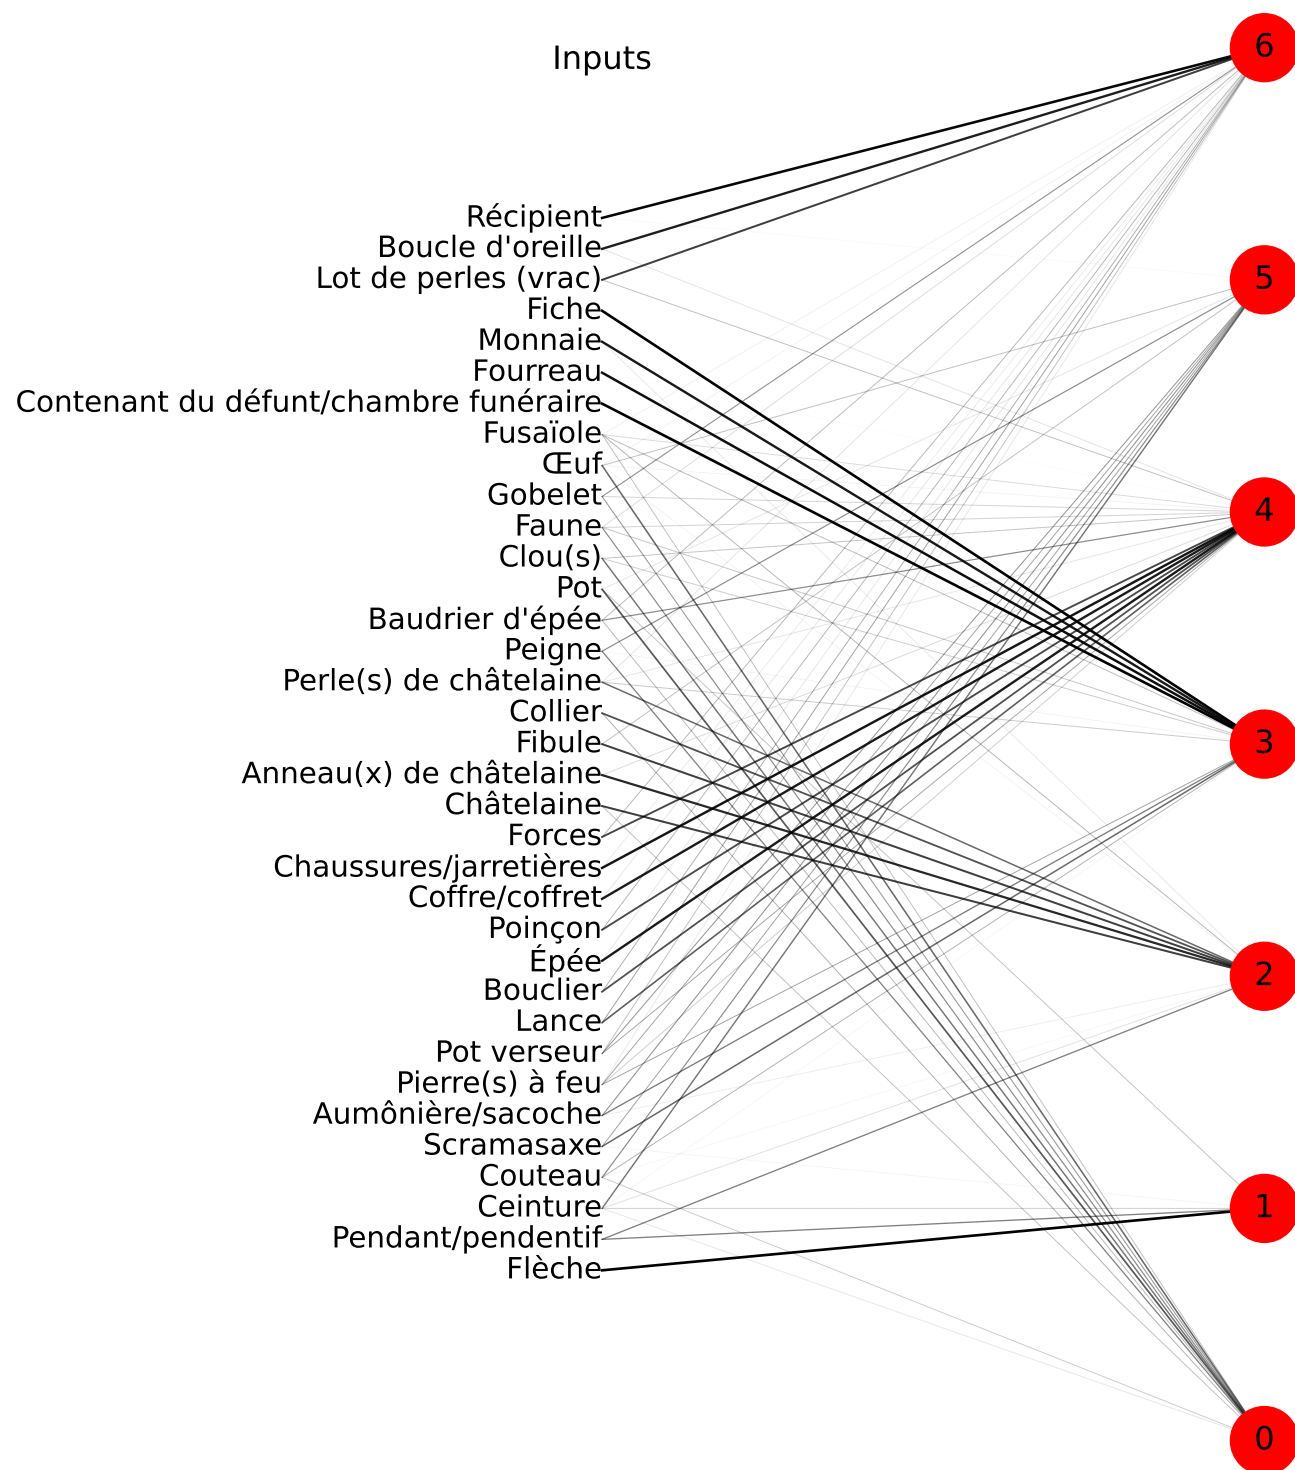 Inputs
Récipient
Boucle d'oreille
Lot de perles (vrac)
Fiche
Monnaie
Fourreau
Contenant du défunt/chambre funéraire
Fusaïole
Œuf
Gobelet
Faune
Clou(s)
Pot
Baudrier d'épée
Peigne
Perle(s) de châtelaine
Collier
Fibule
Anneau(x) de châtelaine
Châtelaine
Forces
Chaussures/jarretières
Coffre/coffret
Poinçon
Épée
Bouclier
Lance
Pot verseur
Pierre(s) à feu
Aumônière/sacoche
Scramasaxe
Couteau
Ceinture
Pendant/pendentif
Flèche
6
5
4
3
2
1
0